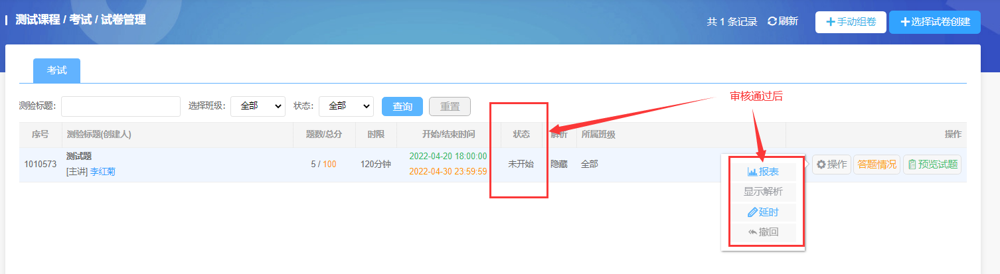 测试课程 / 考试 / 试卷管理
共 1 条记录 刷新 手动组卷 选择试卷创建
考试
审核通过后
测验标题: 选择班级: 全部 状态: 全部 查询 重置
序号 测验标题(创建人) 题数/总分 时限 开始/结束时间 状态 解析 所属班级 操作
1010573 测试题 5 / 100 120分钟 2022-04-20 18:00:00 未开始 隐藏 全部 操作 答题情况 预览试题
[主讲] 李红菊 2022-04-30 23:59:59
报表
显示解析
延时
撤回